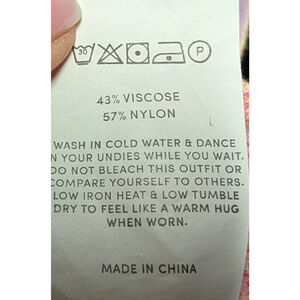 30
P
43% VISCOSE
57% NYLON
L
WASH IN COLD WATER & DANCE
IN YOUR UNDIES WHILE YOU WAIT.
DO NOT BLEACH THIS OUTFIT OR
COMPARE YOURSELF TO OTHERS.
LOW IRON HEAT & LOW TUMBLE
DRY TO FEEL LIKE A WARM HUG
WHEN WORN.
MADE IN CHINA